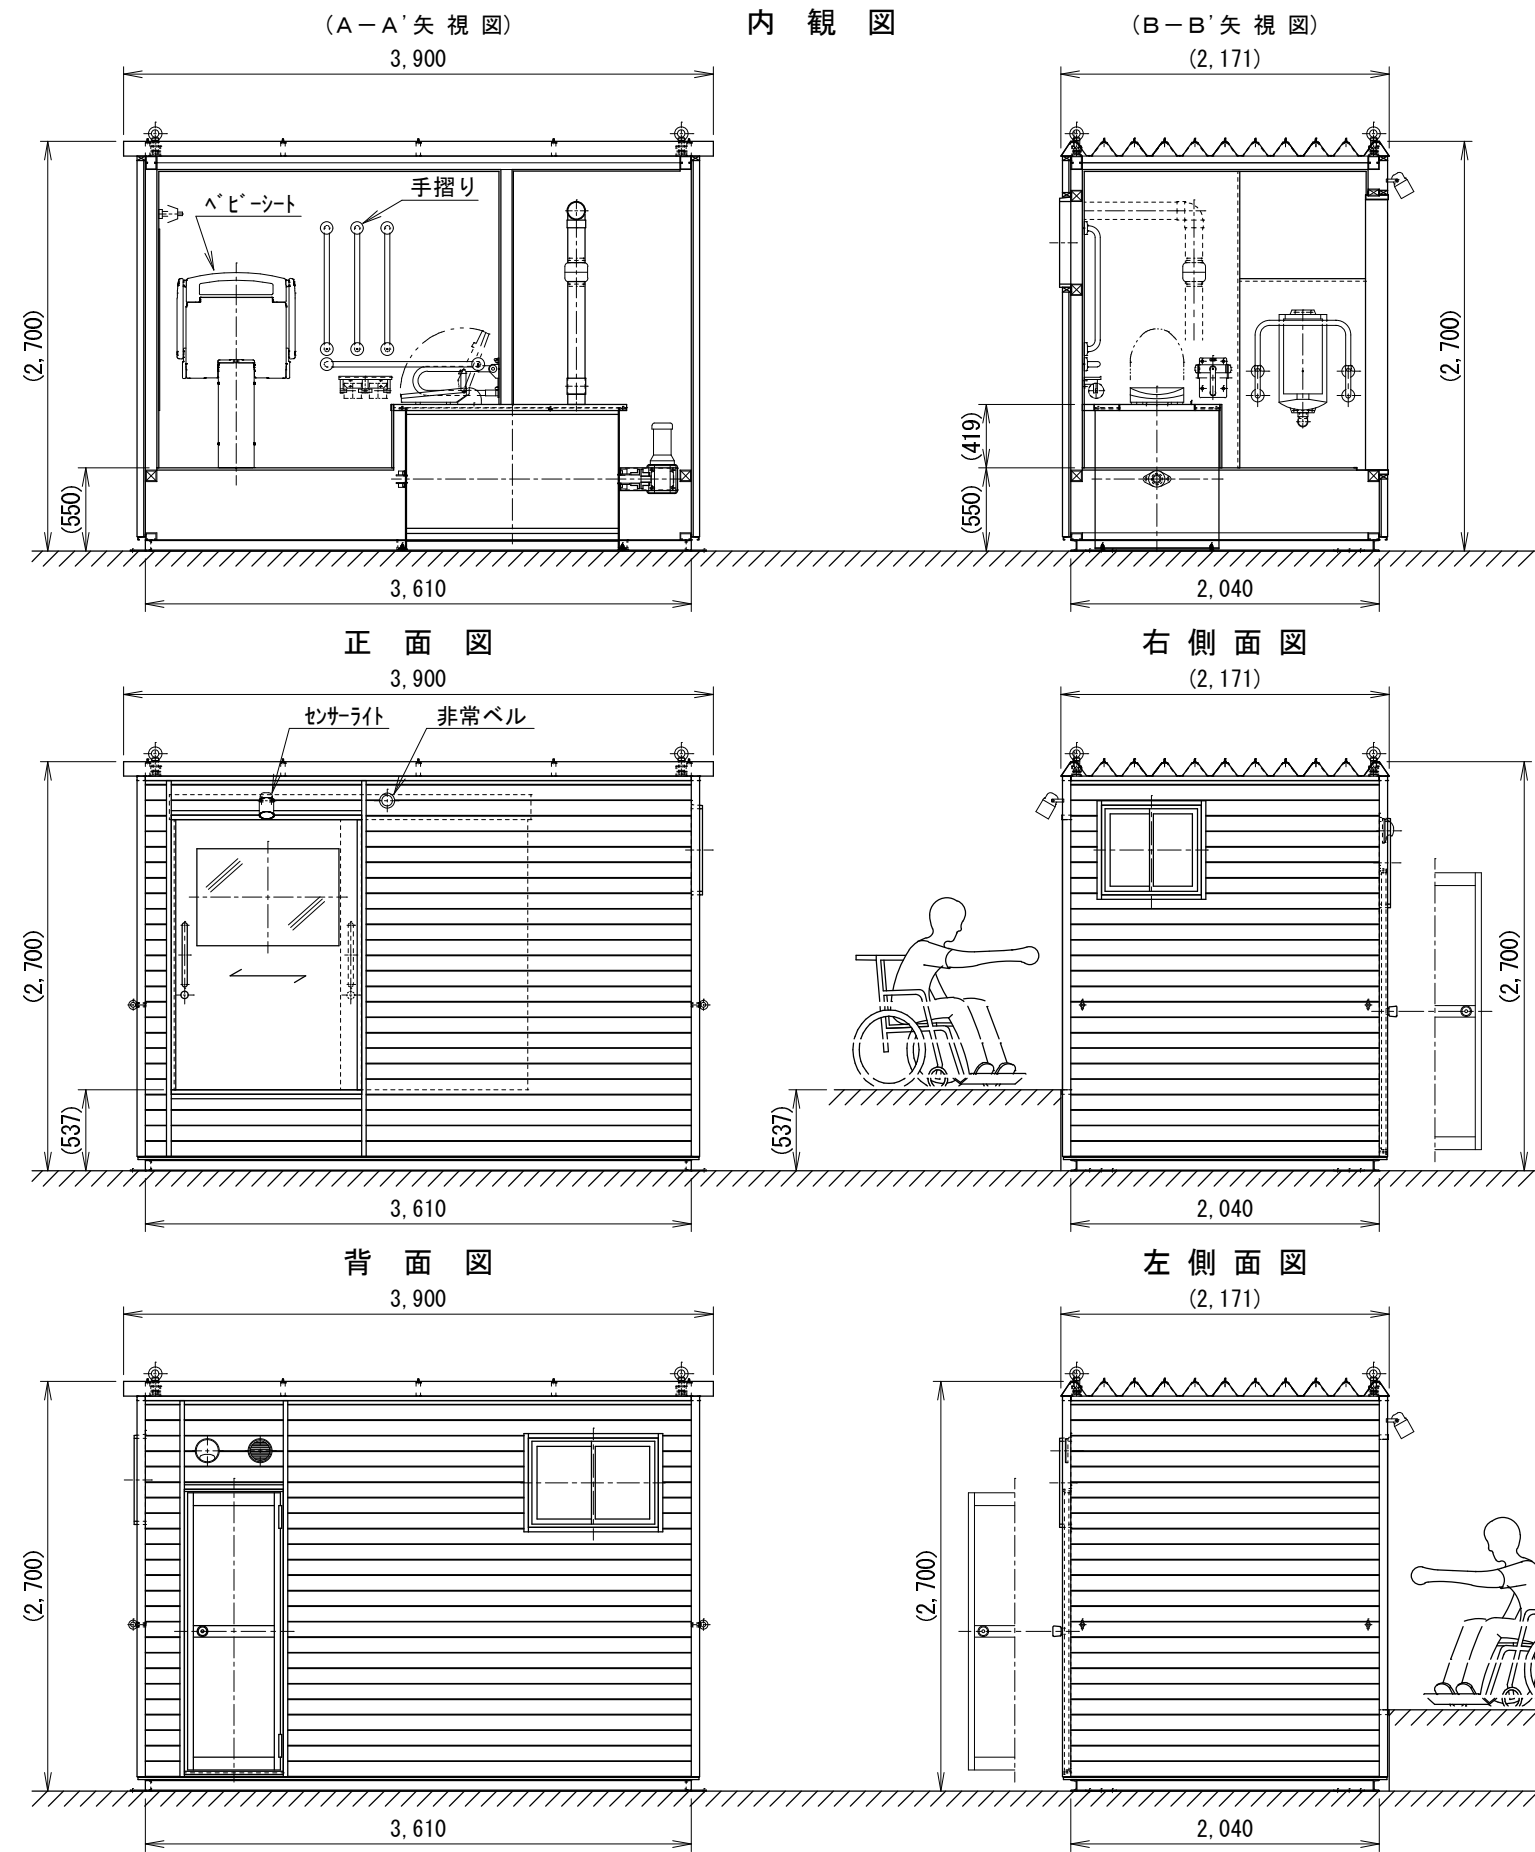 内観図
(A-A'矢視図)
3,900
(2,700)
ﾍﾞﾋﾞｰｼｰﾄ
手摺り
(550)
3,610
(B-B'矢視図)
(2,171)
(2,700)
(419)
(550)
2,040
正面図
3,900
ｾﾝｻｰﾗｲﾄ
非常ベル
(2,700)
(537)
3,610
右側面図
(2,171)
(2,700)
(537)
2,040
背面図
3,900
(2,700)
3,610
左側面図
(2,171)
(2,700)
2,040